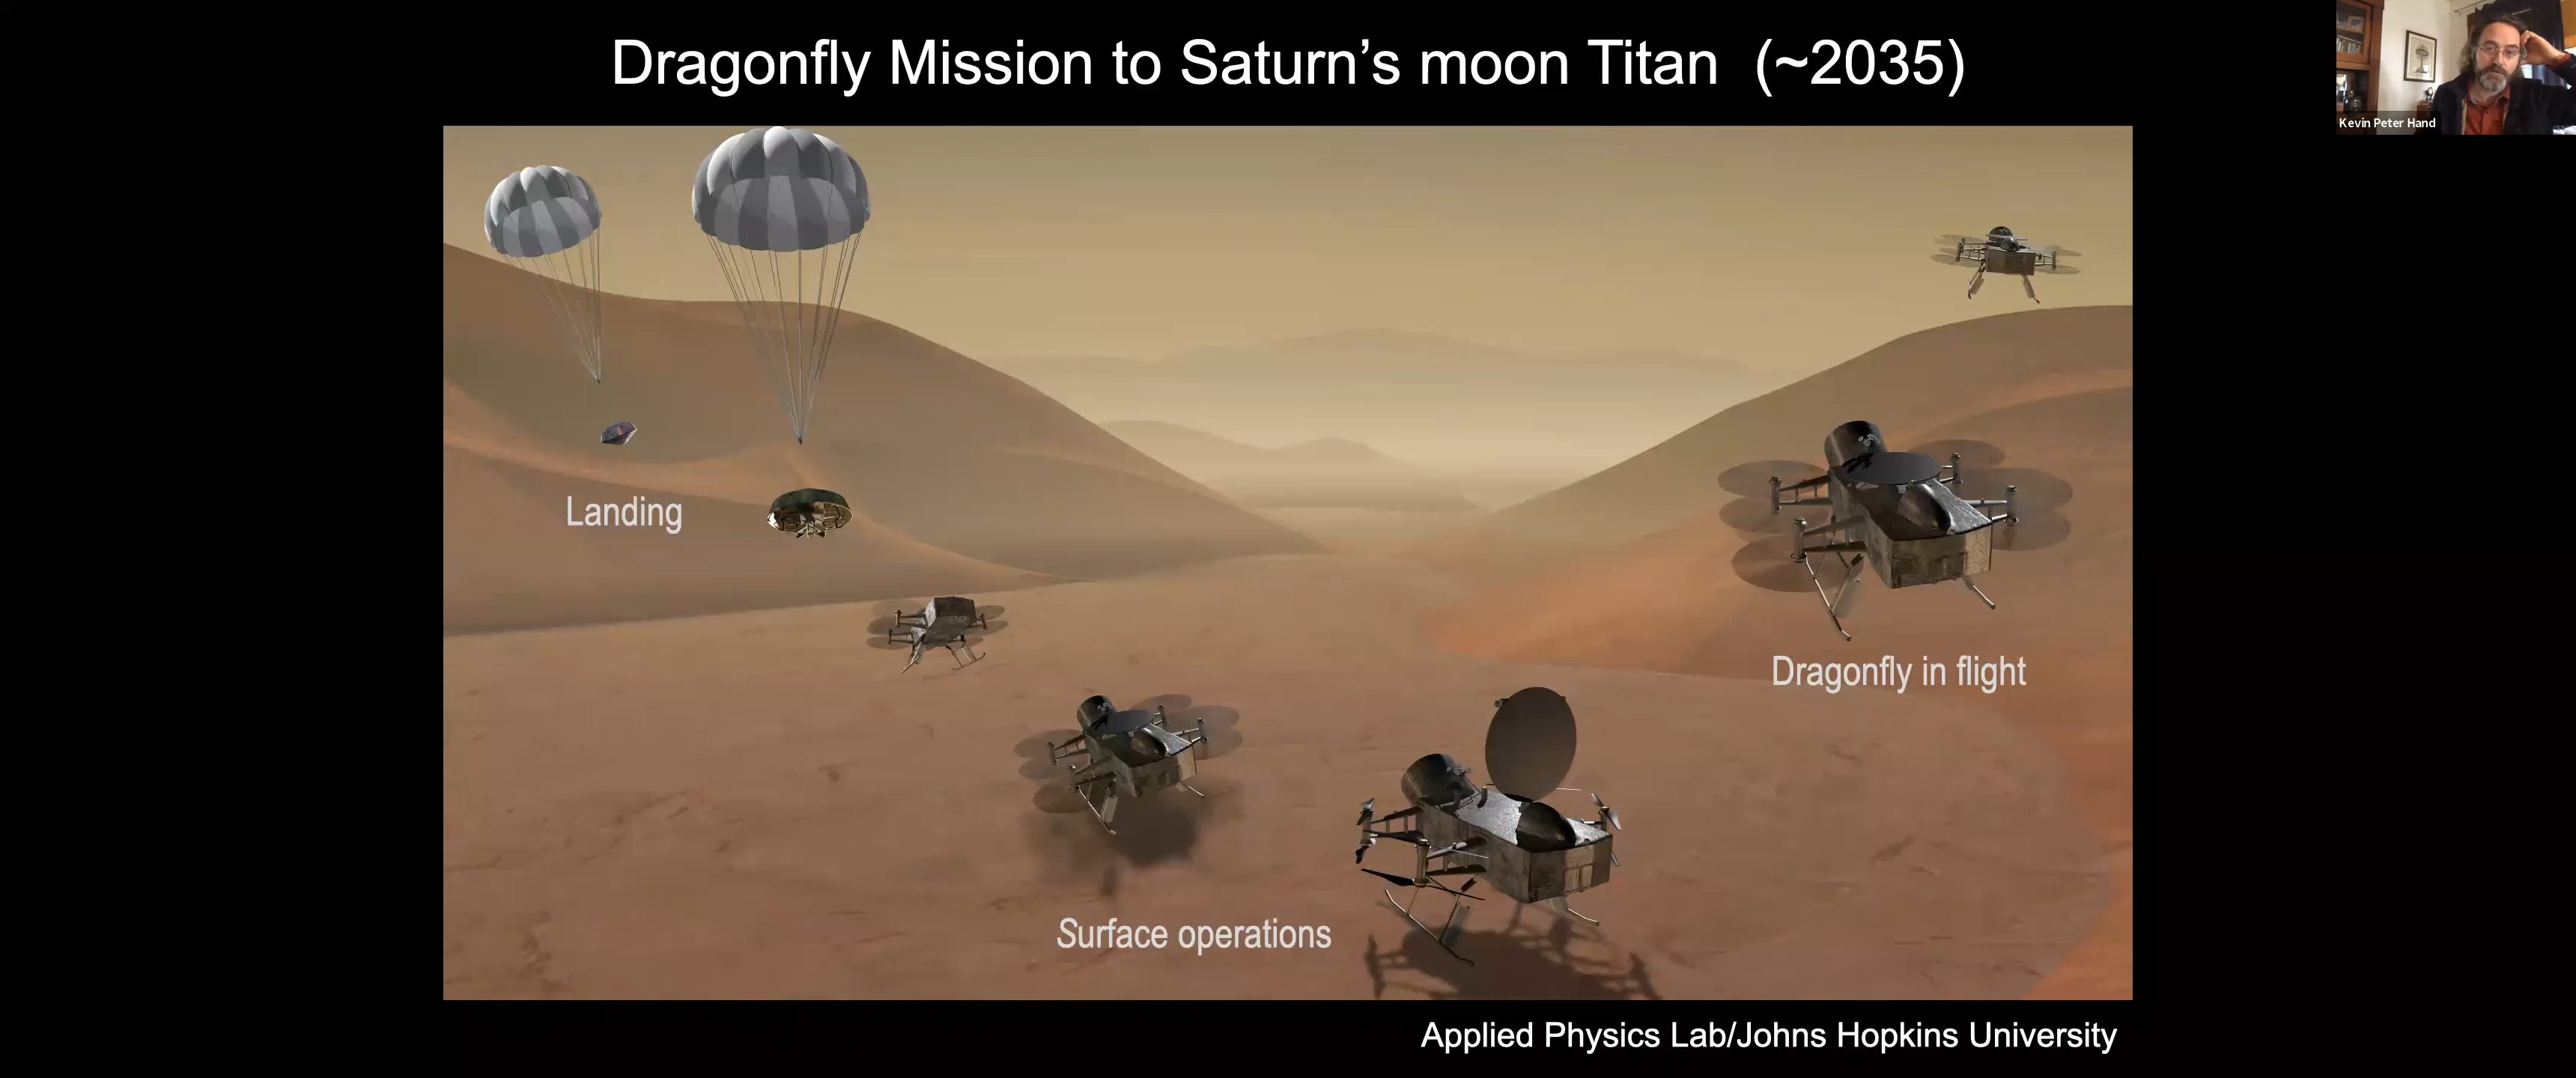 Dragonfly Mission to Saturn's moon Titan (~2035)
Kevin Peter Hand
Landing
Dragonfly in flight
Surface operations
Applied Physics Lab/Johns Hopkins University